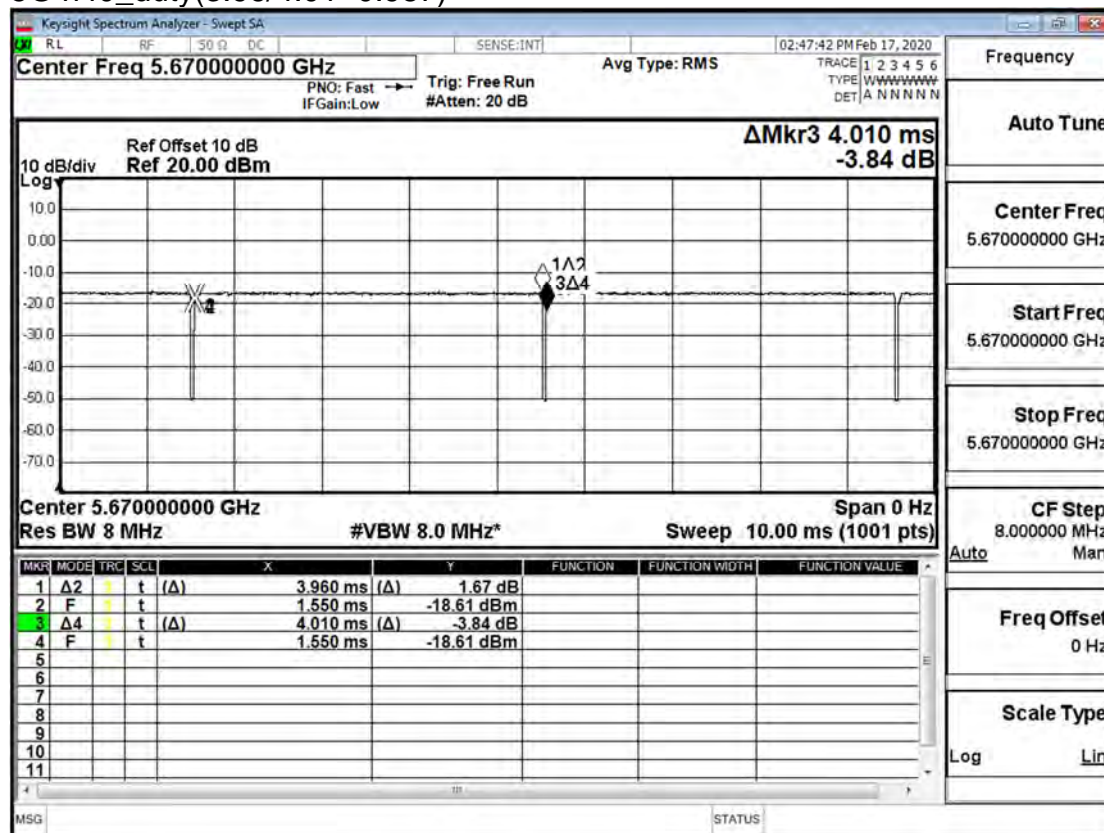 Keysight Spectrum Analyzer - Swept SA
RL RF 50 Ω DC SENSE:INT 02:47:42 PM Feb 17, 2020
Center Freq 5.670000000 GHz
PNO: Fast
IFGain:Low
Trig: Free Run
#Atten: 20 dB
Avg Type: RMS
TRACE 1 2 3 4 5 6
TYPE WWWWWW
DET A N N N N N
Ref Offset 10 dB
10 dB/div Ref 20.00 dBm
Log
ΔMkr3 4.010 ms
-3.84 dB
10.0
0.00
-10.0
-20.0
-30.0
-40.0
-50.0
-60.0
-70.0
1Δ2
3Δ4
Center 5.670000000 GHz Span 0 Hz
Res BW 8 MHz #VBW 8.0 MHz* Sweep 10.00 ms (1001 pts)
MKR MODE TRC SCL X Y FUNCTION FUNCTION WIDTH FUNCTION VALUE
1 Δ2 t (Δ) 3.960 ms (Δ) 1.67 dB
2 F t 1.550 ms -18.61 dBm
3 Δ4 t (Δ) 4.010 ms (Δ) -3.84 dB
4 F t 1.550 ms -18.61 dBm
5
6
7
8
9
10
11
MSG STATUS
Frequency
Auto Tune
Center Freq
5.670000000 GHz
Start Freq
5.670000000 GHz
Stop Freq
5.670000000 GHz
CF Step
8.000000 MHz
Auto Man
Freq Offset
0 Hz
Scale Type
Log Lin